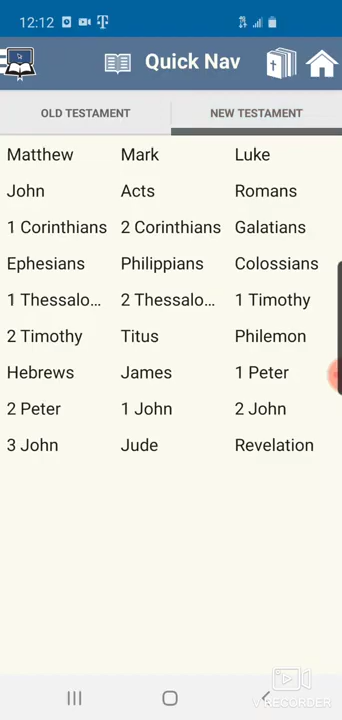 12:12
Quick Nav
OLD TESTAMENT NEW TESTAMENT
Matthew Mark Luke
John Acts Romans
1 Corinthians 2 Corinthians Galatians
Ephesians Philippians Colossians
1 Thessalo... 2 Thessalo... 1 Timothy
2 Timothy Titus Philemon
Hebrews James 1 Peter
2 Peter 1 John 2 John
3 John Jude Revelation
VRECORDER